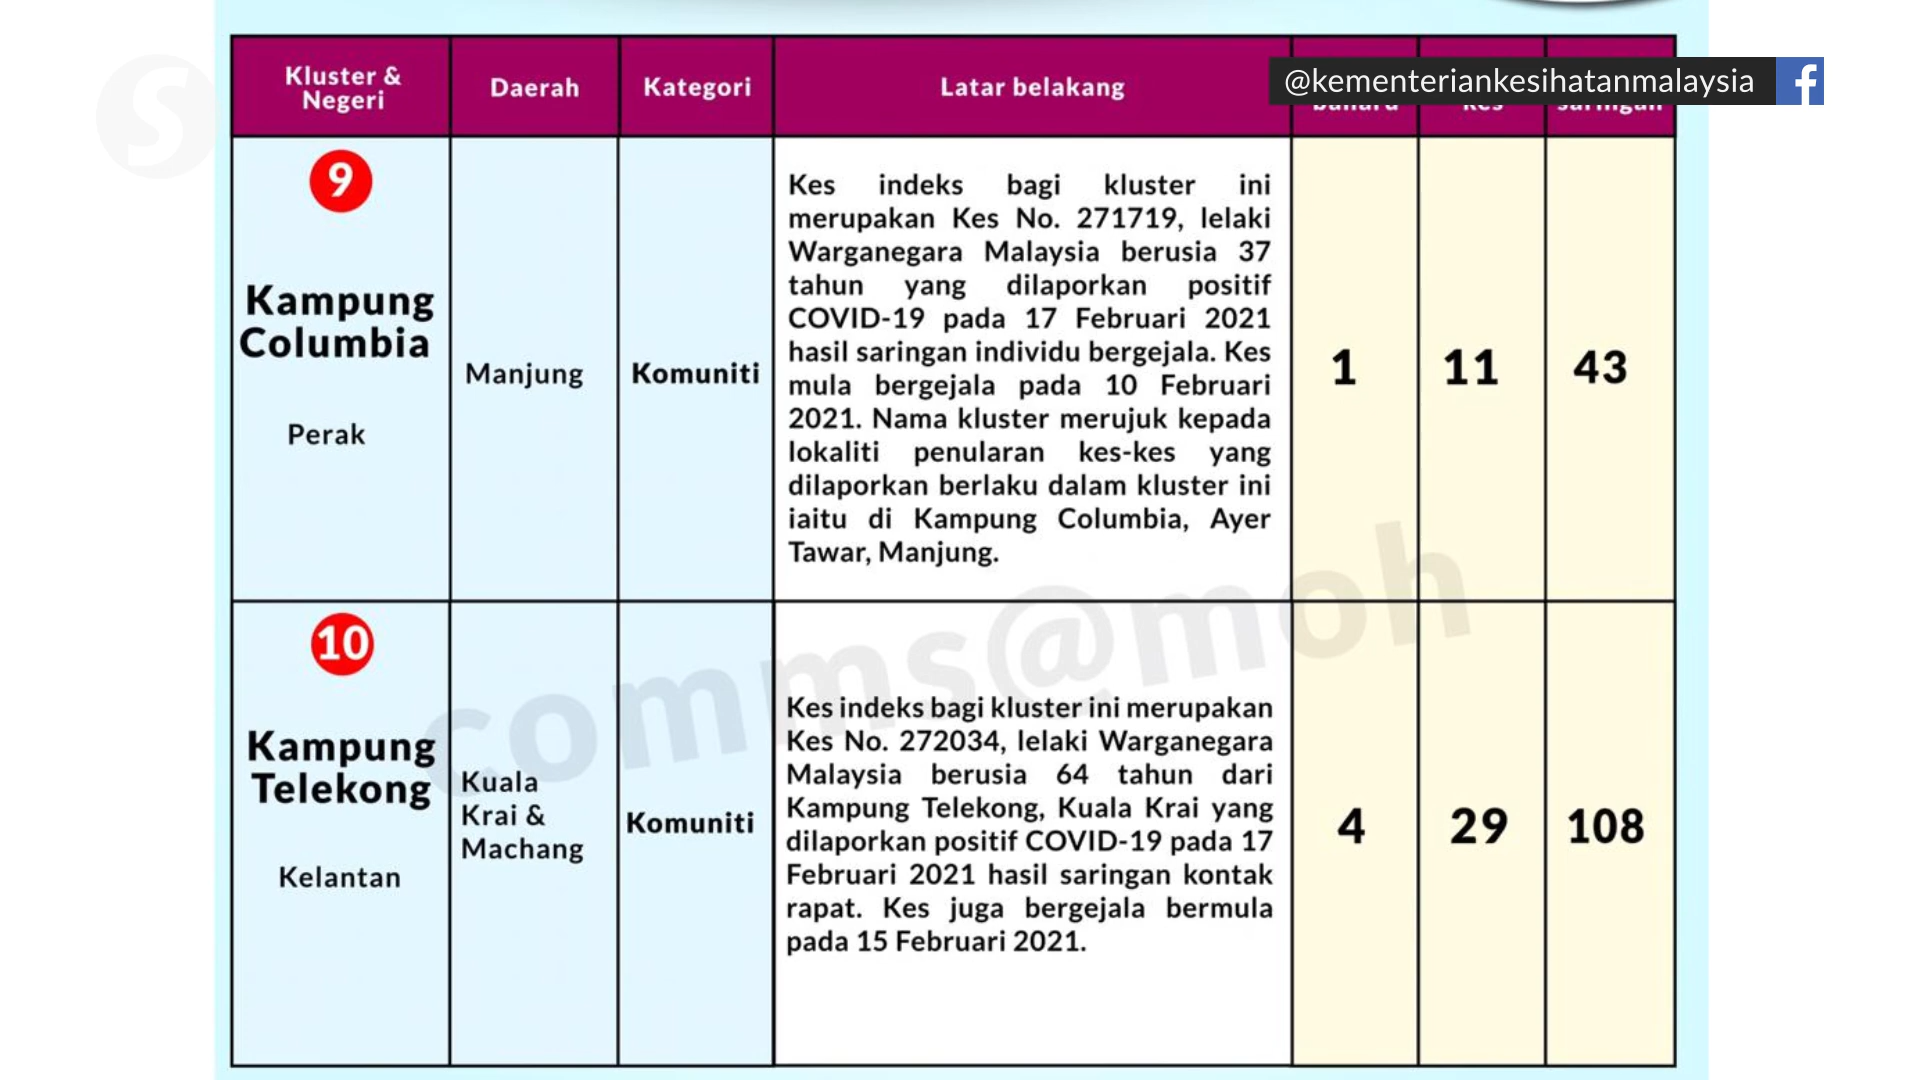 @kementeriankesihatanmalaysia
Kluster &
Negeri
Daerah
Kategori
Latar belakang
baharu
kes
saringan
9
Kampung
Columbia
Perak
Manjung
Komuniti
Kes indeks bagi kluster ini
merupakan Kes No. 271719, lelaki
Warganegara Malaysia berusia 37
tahun yang dilaporkan positif
COVID-19 pada 17 Februari 2021
hasil saringan individu bergejala. Kes
mula bergejala pada 10 Februari
2021. Nama kluster merujuk kepada
lokaliti penularan kes-kes yang
dilaporkan berlaku dalam kluster ini
iaitu di Kampung Columbia, Ayer
Tawar, Manjung.
1
11
43
10
Kampung
Telekong
Kelantan
Kuala
Krai &
Machang
Komuniti
Kes indeks bagi kluster ini merupakan
Kes No. 272034, lelaki Warganegara
Malaysia berusia 64 tahun dari
Kampung Telekong, Kuala Krai yang
dilaporkan positif COVID-19 pada 17
Februari 2021 hasil saringan kontak
rapat. Kes juga bergejala bermula
pada 15 Februari 2021.
4
29
108
comms@moh